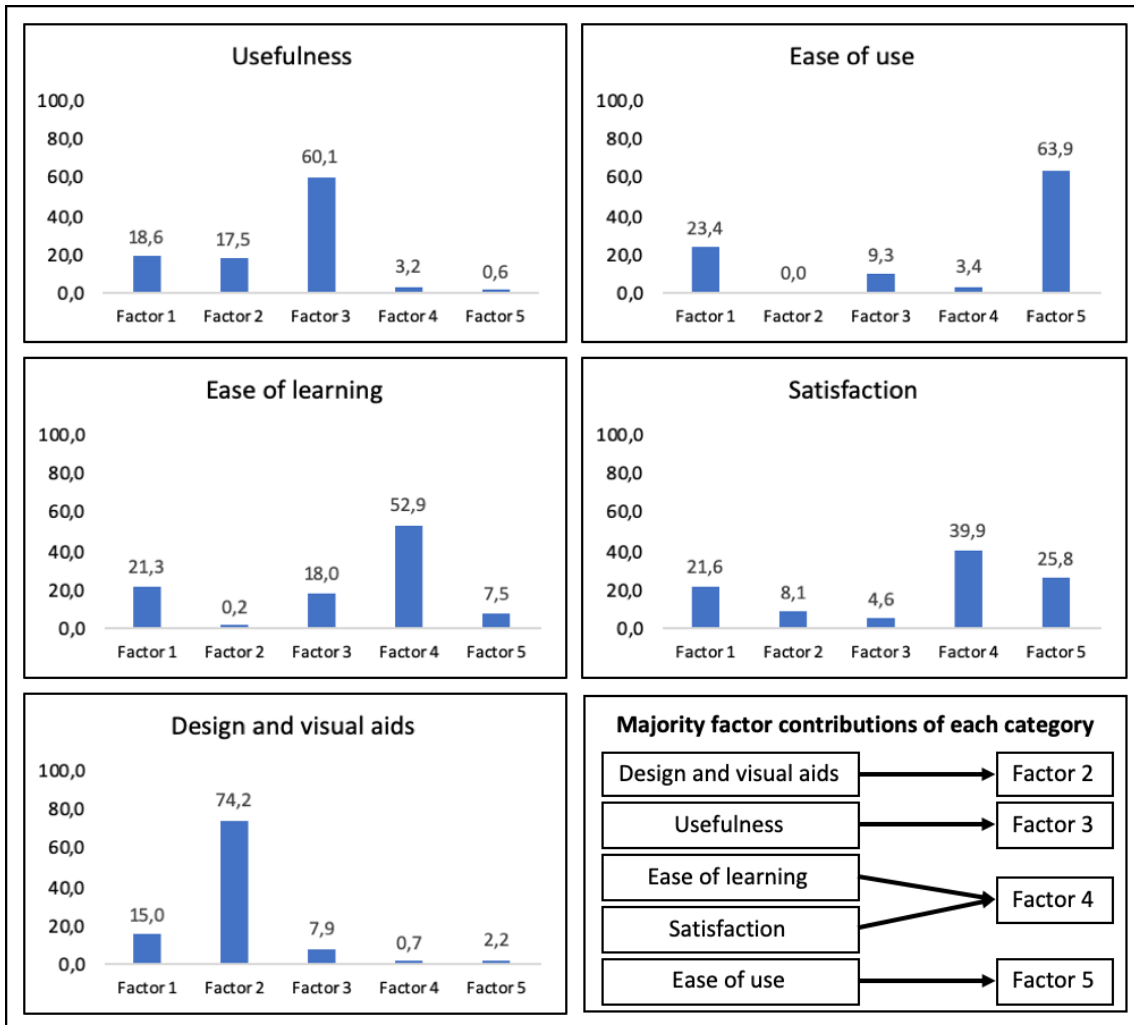 Usefulness
100,0
80,0
60,0
40,0
20,0
0,0
18,6
17,5
60,1
3,2
0,6
Factor 1 Factor 2 Factor 3 Factor 4 Factor 5
Ease of use
100,0
80,0
60,0
40,0
20,0
0,0
23,4
0,0
9,3
3,4
63,9
Factor 1 Factor 2 Factor 3 Factor 4 Factor 5
Ease of learning
100,0
80,0
60,0
40,0
20,0
0,0
21,3
0,2
18,0
52,9
7,5
Factor 1 Factor 2 Factor 3 Factor 4 Factor 5
Satisfaction
100,0
80,0
60,0
40,0
20,0
0,0
21,6
8,1
4,6
39,9
25,8
Factor 1 Factor 2 Factor 3 Factor 4 Factor 5
Design and visual aids
100,0
80,0
60,0
40,0
20,0
0,0
15,0
74,2
7,9
0,7
2,2
Factor 1 Factor 2 Factor 3 Factor 4 Factor 5
Majority factor contributions of each category
Design and visual aids
Factor 2
Usefulness
Factor 3
Ease of learning
Factor 4
Satisfaction
Ease of use
Factor 5